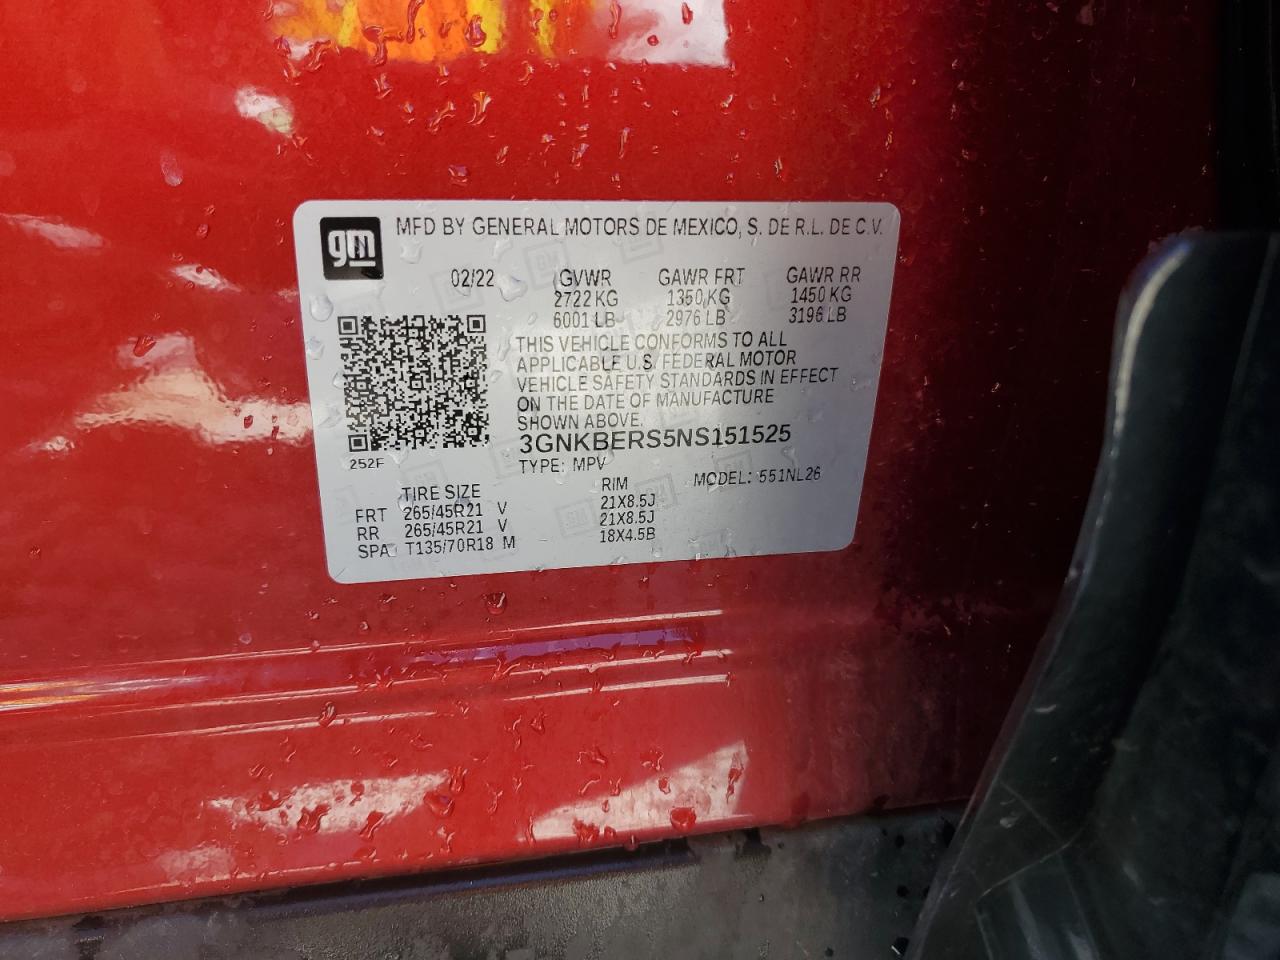 gm MFD BY GENERAL MOTORS DE MEXICO, S. DE R.L. DE C.V.
02/22 GVWR GAWR FRT GAWR RR
2722 KG 1350 KG 1450 KG
6001 LB 2976 LB 3196 LB
THIS VEHICLE CONFORMS TO ALL
APPLICABLE U.S. FEDERAL MOTOR
VEHICLE SAFETY STANDARDS IN EFFECT
ON THE DATE OF MANUFACTURE
SHOWN ABOVE.
3GNKBERS5NS151525
252F TYPE: MPV MODEL: 551NL26
TIRE SIZE RIM
FRT 265/45R21 V 21X8.5J
RR 265/45R21 V 21X8.5J
SPA T135/70R18 M 18X4.5B